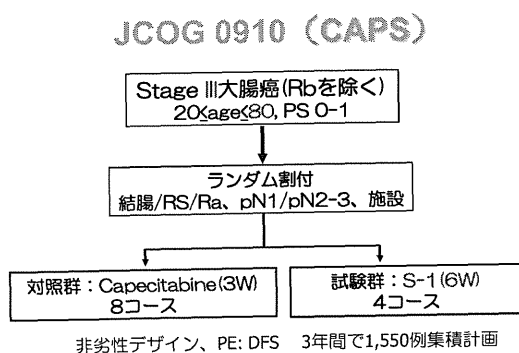 JCOG 0910（CAPS）
Stage III大腸癌(Rbを除く)
20≤age≤80, PS 0-1
ランダム割付
結腸/RS/Ra、pN1/pN2-3、施設
対照群：Capecitabine(3W)
8コース
試験群：S-1(6W)
4コース
非劣性デザイン、PE: DFS　3年間で1,550例集積計画